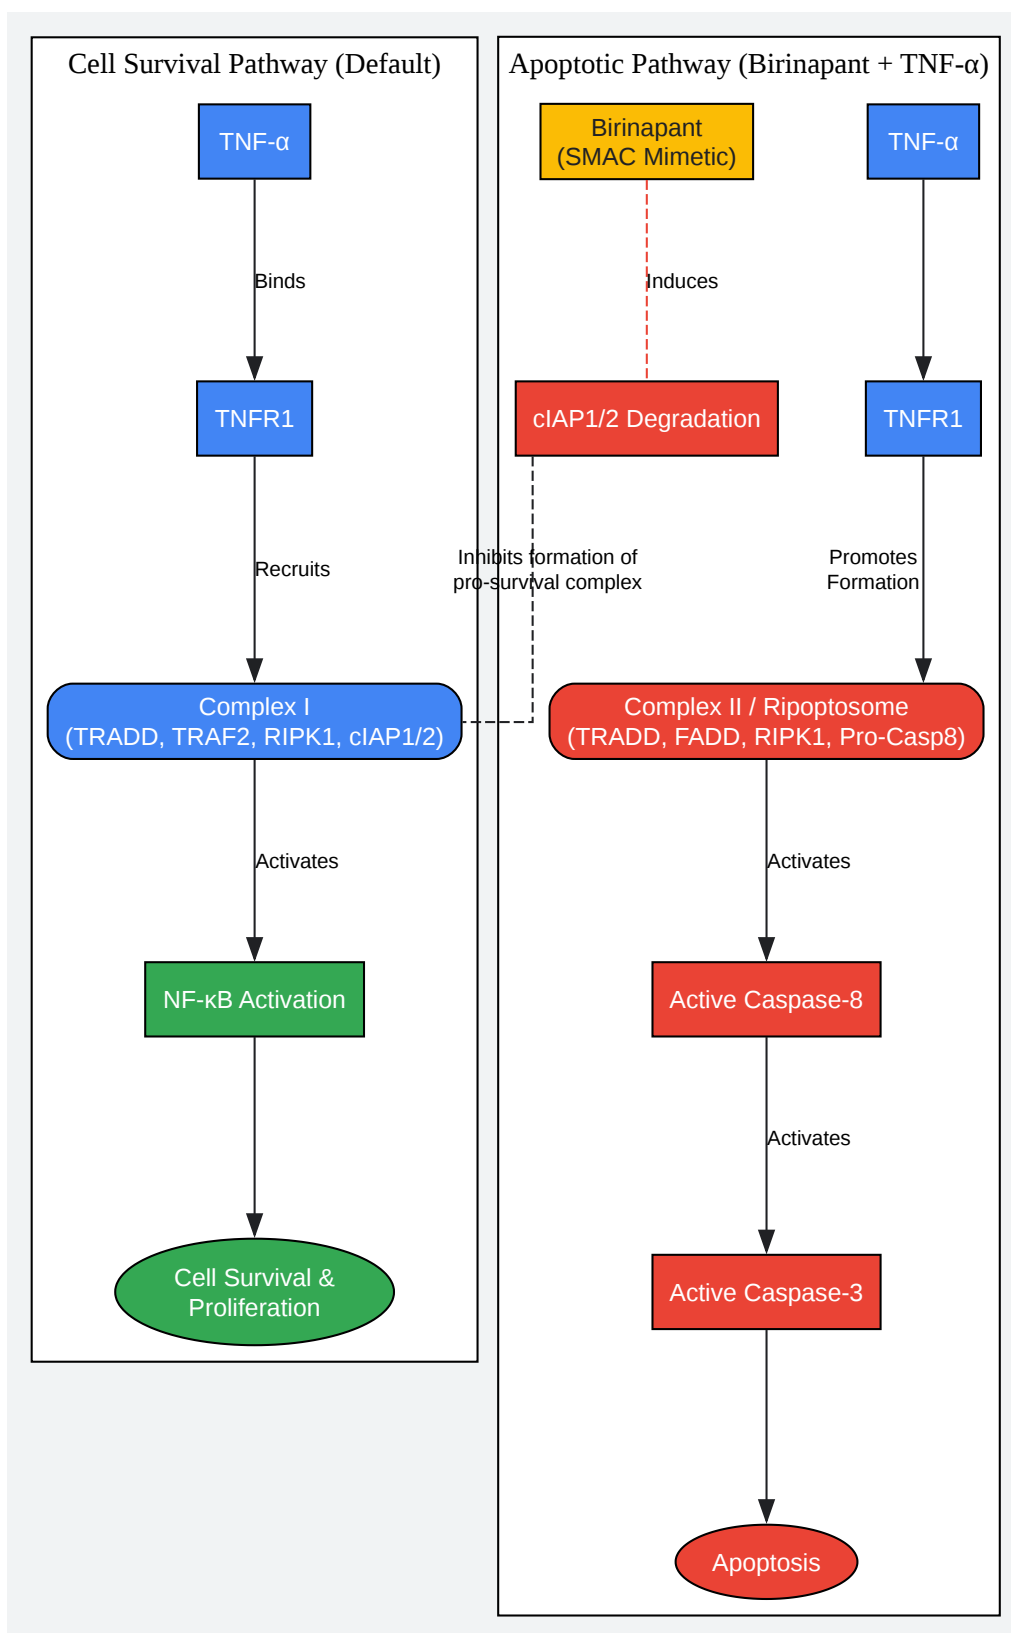 Cell Survival Pathway (Default)
TNF-α
Binds
TNFR1
Recruits
Complex I
(TRADD, TRAF2, RIPK1, cIAP1/2)
Activates
NF-κB Activation
Cell Survival &
Proliferation
Apoptotic Pathway (Birinapant + TNF-α)
Birinapant
(SMAC Mimetic)
TNF-α
Induces
cIAP1/2 Degradation
TNFR1
Inhibits formation of
pro-survival complex
Promotes
Formation
Complex II / Ripoptosome
(TRADD, FADD, RIPK1, Pro-Casp8)
Activates
Active Caspase-8
Activates
Active Caspase-3
Apoptosis